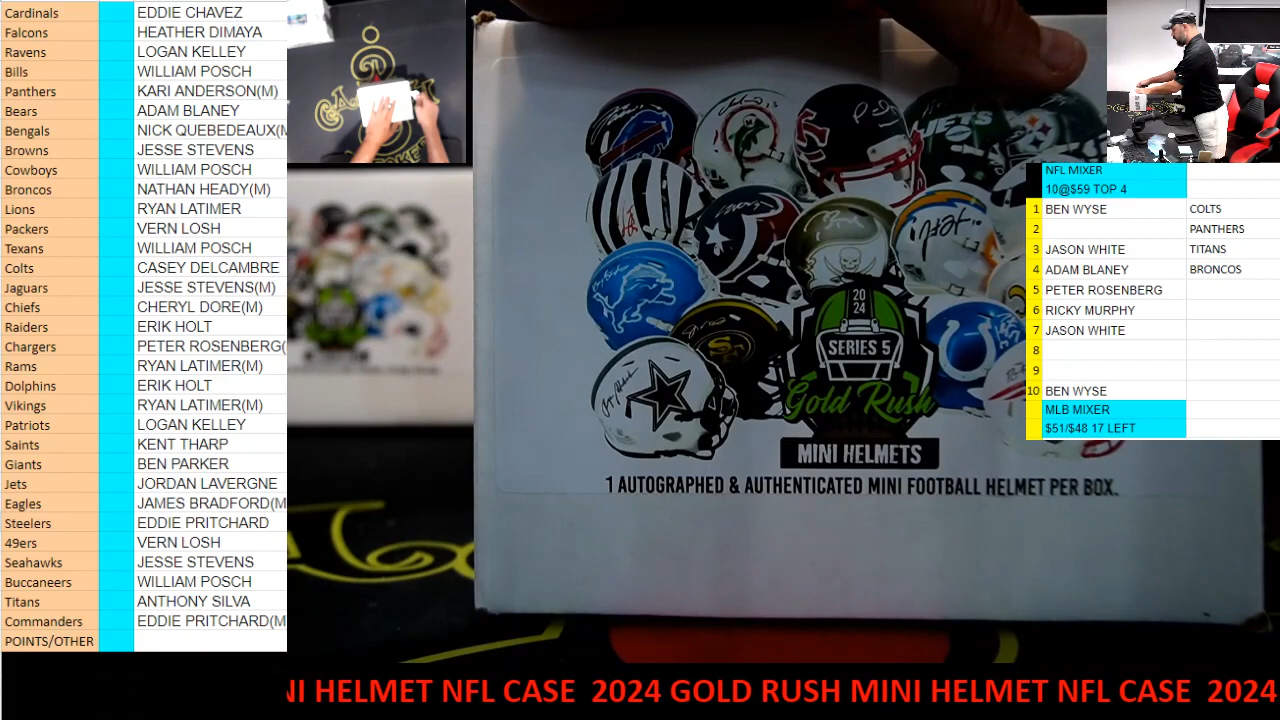 Cardinals EDDIE CHAVEZ
Falcons HEATHER DIMAYA
Ravens LOGAN KELLEY
Bills WILLIAM POSCH
Panthers KARI ANDERSON(M)
Bears ADAM BLANEY
Bengals NICK QUEBEDEAUX(M
Browns JESSE STEVENS
Cowboys WILLIAM POSCH
Broncos NATHAN HEADY(M)
Lions RYAN LATIMER
Packers VERN LOSH
Texans WILLIAM POSCH
Colts CASEY DELCAMBRE
Jaguars JESSE STEVENS(M)
Chiefs CHERYL DORE(M)
Raiders ERIK HOLT
Chargers PETER ROSENBERG(
Rams RYAN LATIMER(M)
Dolphins ERIK HOLT
Vikings RYAN LATIMER(M)
Patriots LOGAN KELLEY
Saints KENT THARP
Giants BEN PARKER
Jets JORDAN LAVERGNE
Eagles JAMES BRADFORD(M
Steelers EDDIE PRITCHARD
49ers VERN LOSH
Seahawks JESSE STEVENS
Buccaneers WILLIAM POSCH
Titans ANTHONY SILVA
Commanders EDDIE PRITCHARD(M
POINTS/OTHER
JETS
20
24
SERIES 5
Gold Rush
MINI HELMETS
1 AUTOGRAPHED & AUTHENTICATED MINI FOOTBALL HELMET PER BOX.
NFL MIXER
10@$59 TOP 4
1 BEN WYSE COLTS
2 PANTHERS
3 JASON WHITE TITANS
4 ADAM BLANEY BRONCOS
5 PETER ROSENBERG
6 RICKY MURPHY
7 JASON WHITE
8
9
10 BEN WYSE
MLB MIXER
$51/$48 17 LEFT
NI HELMET NFL CASE 2024 GOLD RUSH MINI HELMET NFL CASE 2024